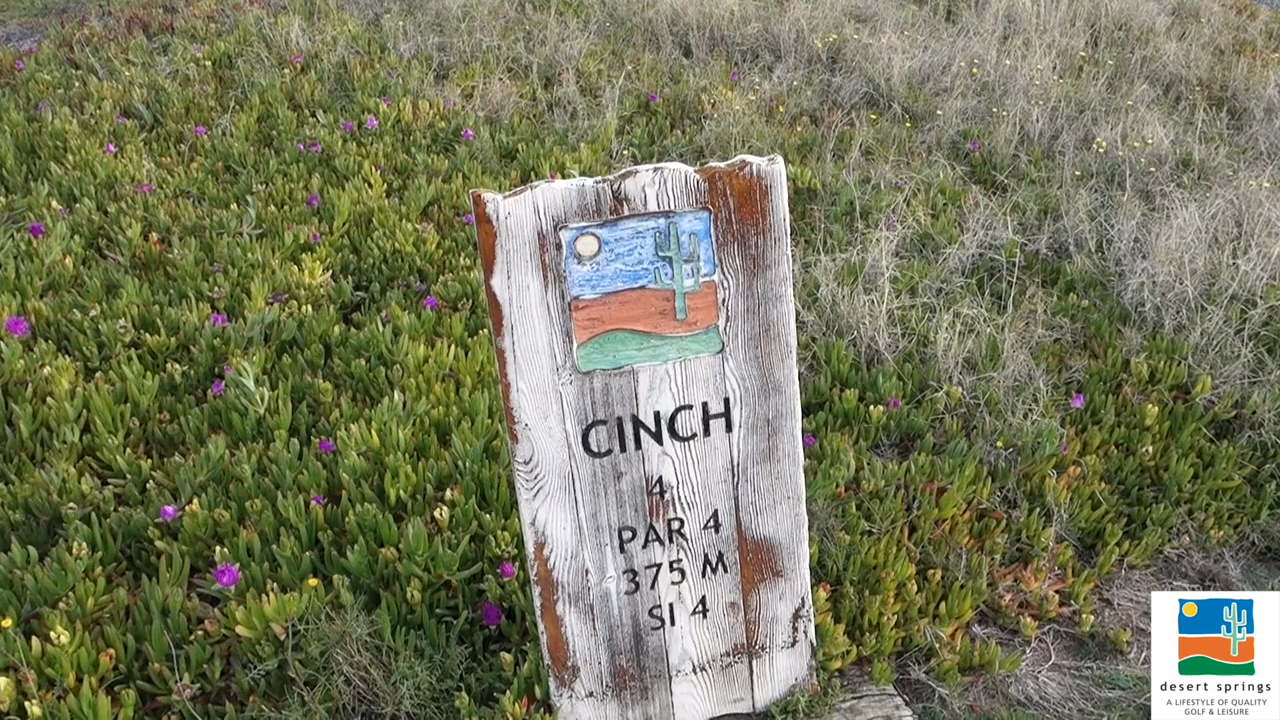 CINCH
4
PAR 4
375 M
SI 4
desert springs
A LIFESTYLE OF QUALITY
GOLF & LEISURE